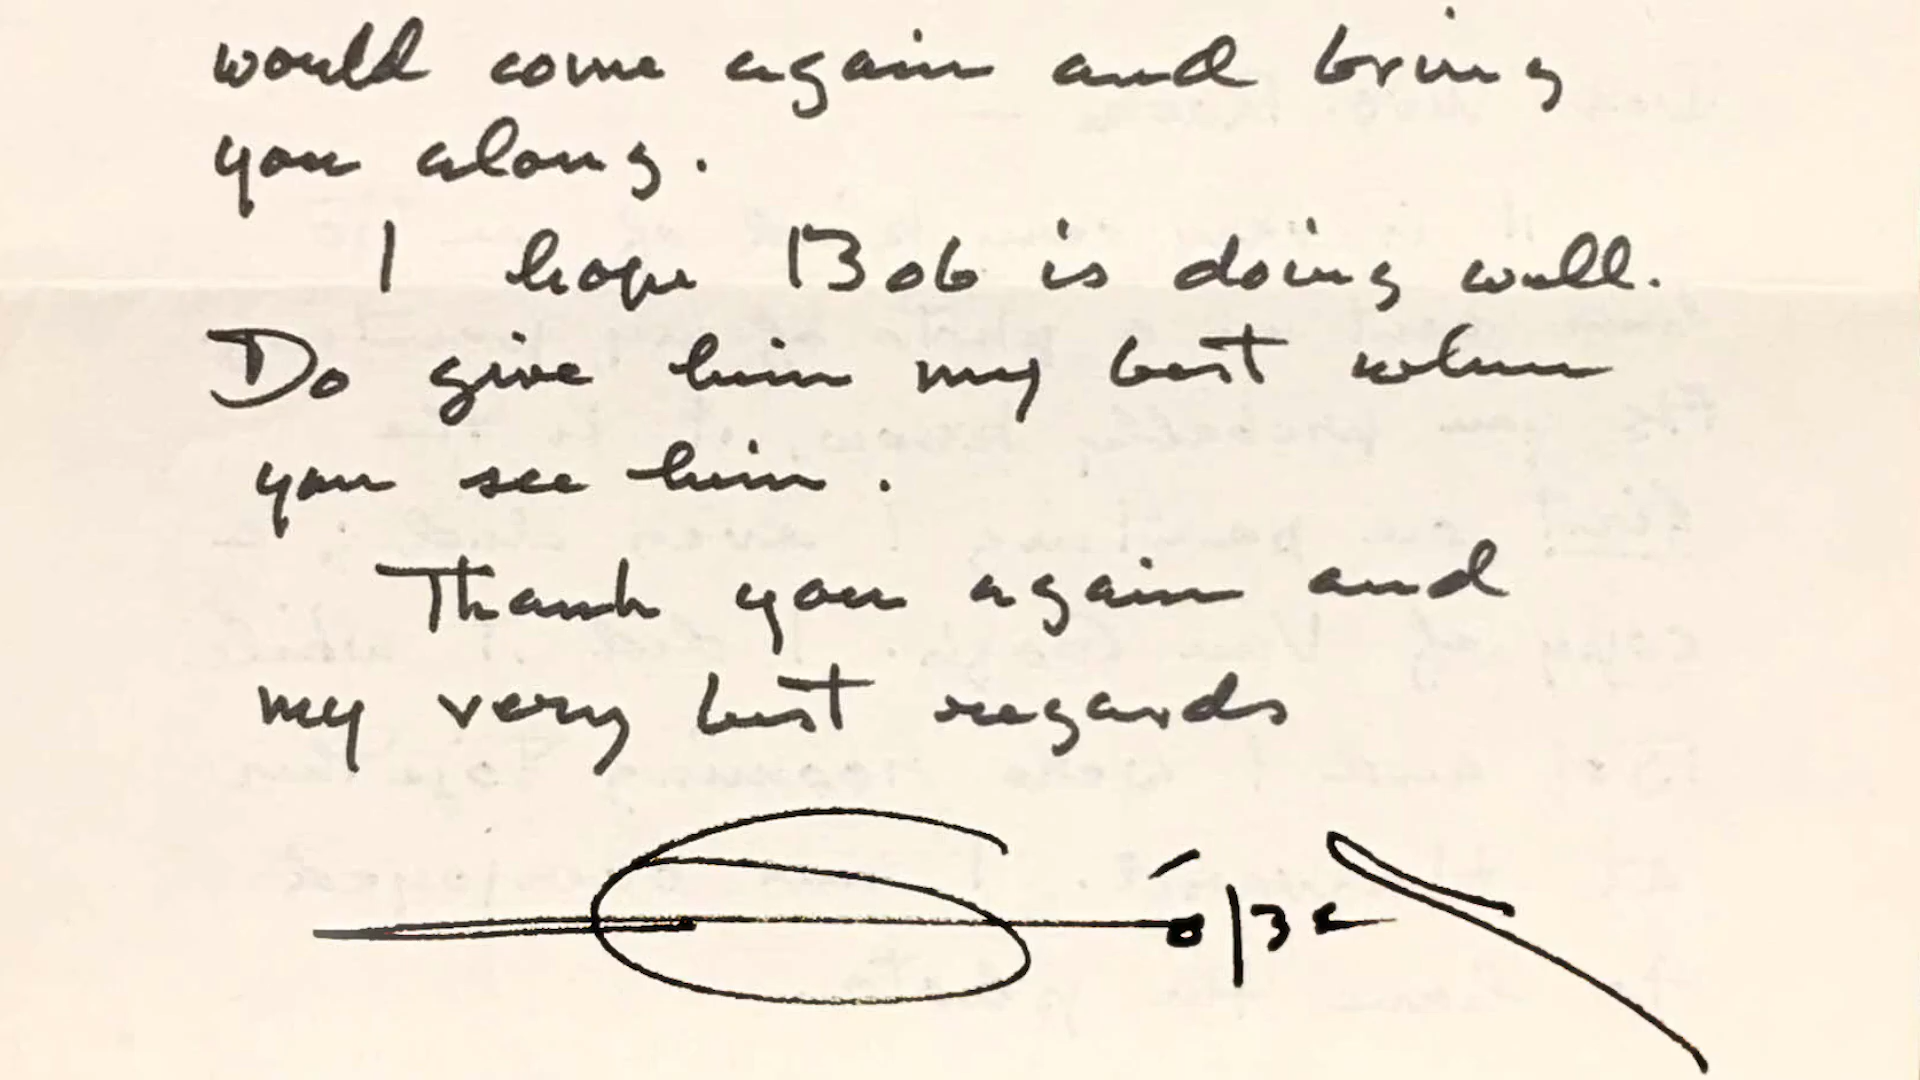 would come again and bring
you along.
I hope Bob is doing well.
Do give him my best when
you see him.
Thank you again and
my very best regards